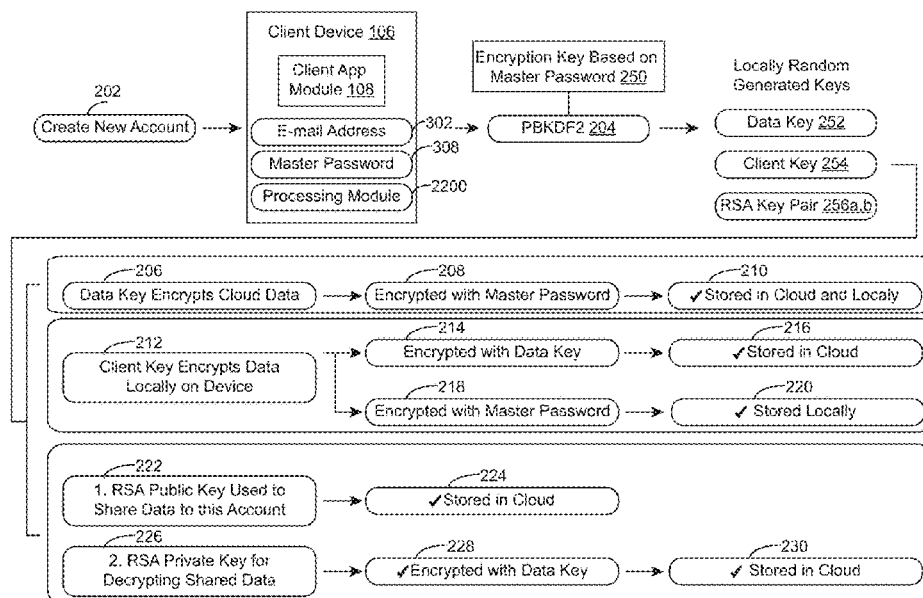 Client Device 106
Client App
Module 108
202
Create New Account
E-mail Address
302
Master Password
308
Processing Module
2200
Encryption Key Based on
Master Password 250
PBKDF2 204
Locally Random
Generated Keys
Data Key 252
Client Key 254
RSA Key Pair 256a,b
206
Data Key Encrypts Cloud Data
208
Encrypted with Master Password
210
✓Stored in Cloud and Localy
212
Client Key Encrypts Data
Locally on Device
214
Encrypted with Data Key
216
✓Stored in Cloud
218
Encrypted with Master Password
220
✓ Stored Locally
222
1. RSA Public Key Used to
Share Data to this Account
224
✓Stored in Cloud
226
2. RSA Private Key for
Decrypting Shared Data
228
✓Encrypted with Data Key
230
✓ Stored in Cloud